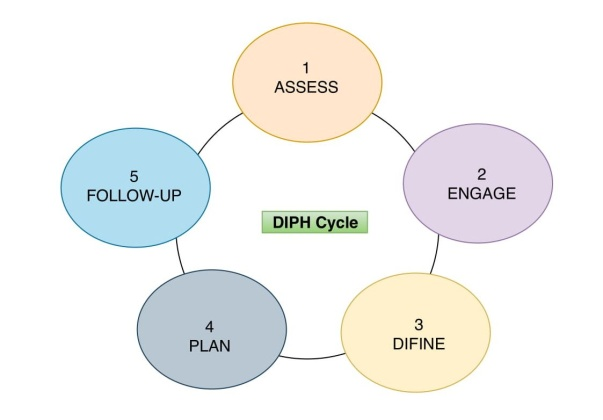 1
ASSESS
2
ENGAGE
5
FOLLOW-UP
DIPH Cycle
3
DIFINE
4
PLAN